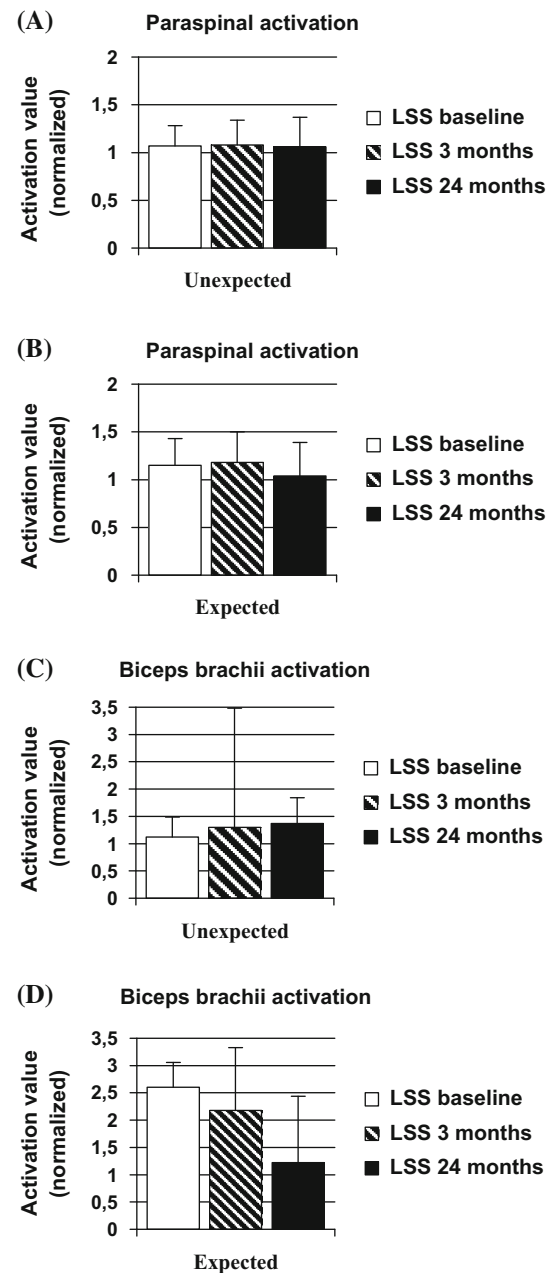 (A) Paraspinal activation
Activation value
(normalized)
2
1,5
1
0,5
0
Unexpected
LSS baseline
LSS 3 months
LSS 24 months
(B) Paraspinal activation
Activation value
(normalized)
2
1,5
1
0,5
0
Expected
LSS baseline
LSS 3 months
LSS 24 months
(C) Biceps brachii activation
Activation value
(normalized)
3,5
3
2,5
2
1,5
1
0,5
0
Unexpected
LSS baseline
LSS 3 months
LSS 24 months
(D) Biceps brachii activation
Activation value
(normalized)
3,5
3
2,5
2
1,5
1
0,5
0
Expected
LSS baseline
LSS 3 months
LSS 24 months